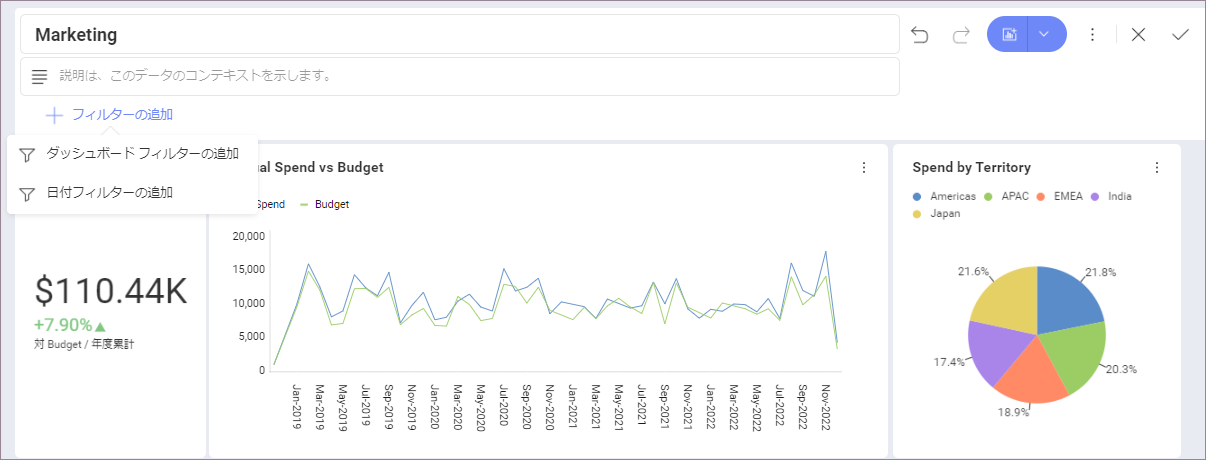 Marketing
説明は、このデータのコンテキストを示します。
フィルターの追加
ダッシュボード フィルターの追加
日付フィルターの追加
$110.44K
+7.90%
対 Budget / 年度累計
al Spend vs Budget
Spend
Budget
20,000
15,000
10,000
5,000
0
Jan-2019
Mar-2019
May-2019
Jul-2019
Sep-2019
Nov-2019
Jan-2020
Mar-2020
May-2020
Jul-2020
Sep-2020
Nov-2020
Jan-2021
Mar-2021
May-2021
Jul-2021
Sep-2021
Nov-2021
Jan-2022
Mar-2022
May-2022
Jul-2022
Sep-2022
Nov-2022
Spend by Territory
Americas APAC EMEA India
Japan
21.6%
21.8%
17.4%
20.3%
18.9%